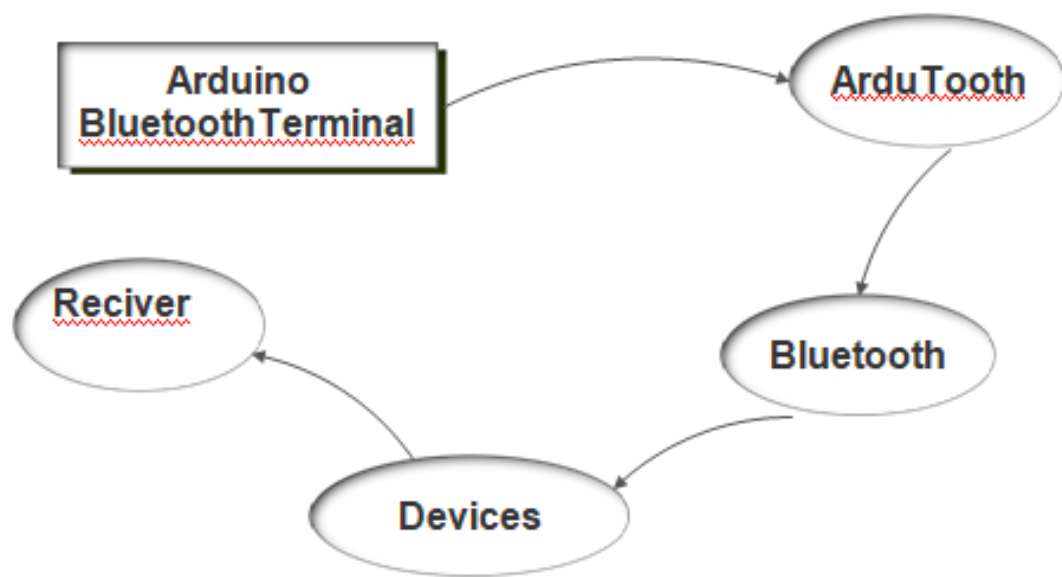 Arduino
BluetoothTerminal
ArduTooth
Bluetooth
Devices
Reciver